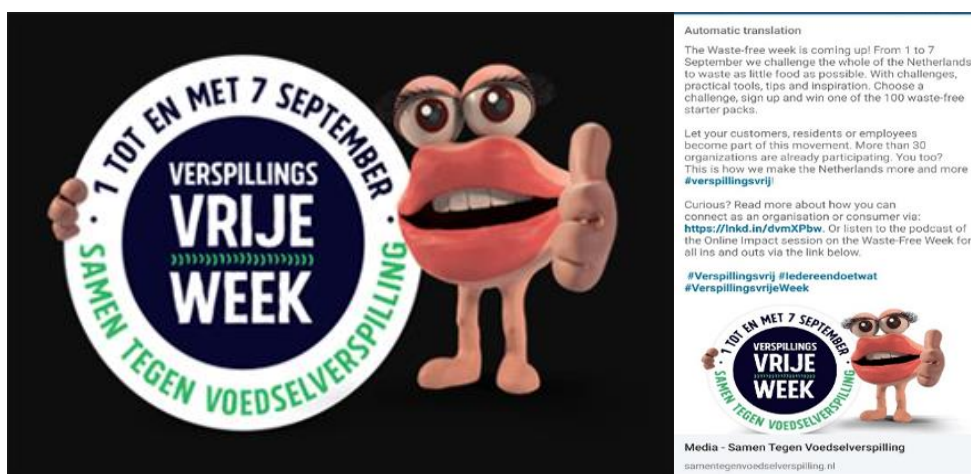 1 TOT EN MET 7 SEPTEMBER
VERSPILLINGS
VRIJE
WEEK
SAMEN TEGEN VOEDSELVERSPILLING
Automatic translation
The Waste-free week is coming up! From 1 to 7
September we challenge the whole of the Netherlands
to waste as little food as possible. With challenges,
practical tools, tips and inspiration. Choose a
challenge, sign up and win one of the 100 waste-free
starter packs.
Let your customers, residents or employees
become part of this movement. More than 30
organizations are already participating. You too?
This is how we make the Netherlands more and more
#verspillingsvrij!
Curious? Read more about how you can
connect as an organisation or consumer via:
https://lnkd.in/dvmXPbw. Or listen to the podcast of
the Online Impact session on the Waste-Free Week for
all ins and outs via the link below.
#Verspillingsvrij #Iedereendoetwat
#VerspillingsvrijeWeek
1 TOT EN MET 7 SEPTEMBER
VERSPILLINGS
VRIJE
WEEK
SAMEN TEGEN VOEDSELVERSPILLING
Media - Samen Tegen Voedselverspilling
samentegenvoedselverspilling.nl